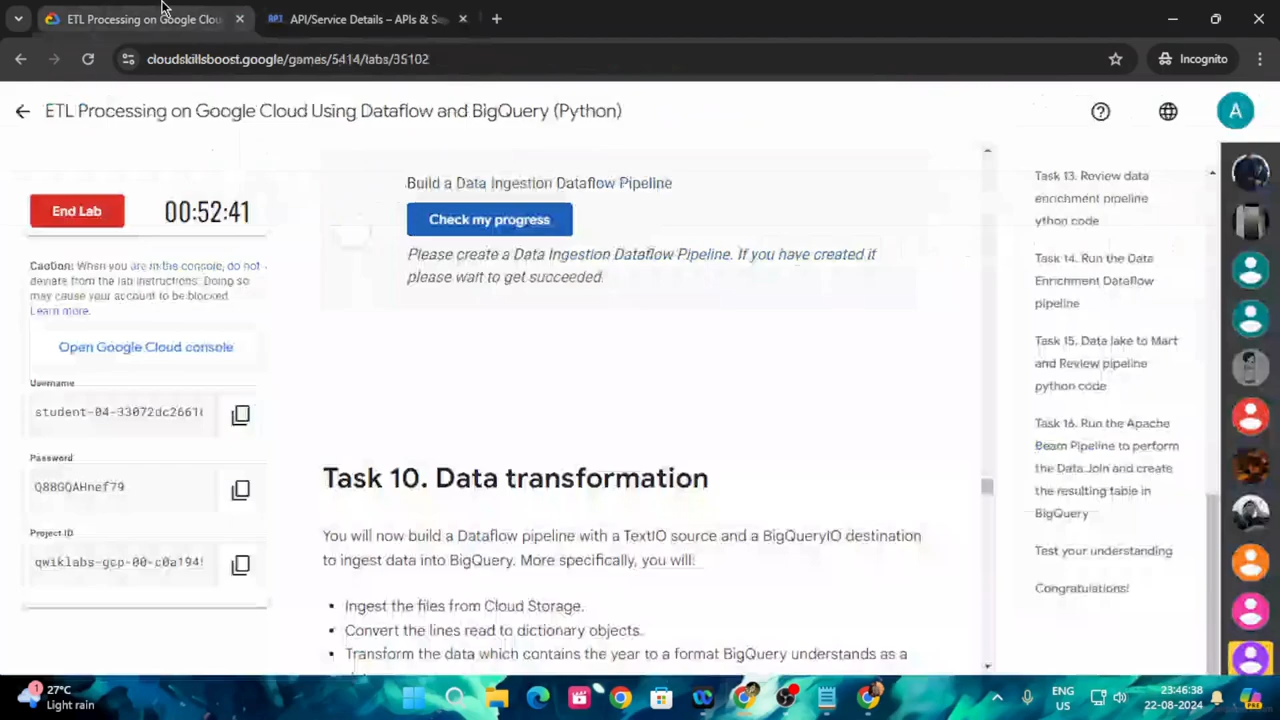 ETL Processing on Google Cloud
API/Service Details – APIs & S
cloudskillsboost.google/games/5414/labs/35102
Incognito
ETL Processing on Google Cloud Using Dataflow and BigQuery (Python)
A
End Lab
00:52:41
Caution: When you are in the console, do not
deviate from the lab instructions. Doing so
may cause your account to be blocked.
Learn more.
Open Google Cloud console
Username
student-04-33072dc2661
Password
Q88GQAHnef79
Project ID
qwiklabs-gcp-00-c0a194
Build a Data Ingestion Dataflow Pipeline
Check my progress
Please create a Data Ingestion Dataflow Pipeline. If you have created it
please wait to get succeeded.
Task 10. Data transformation
You will now build a Dataflow pipeline with a TextIO source and a BigQueryIO destination
to ingest data into BigQuery. More specifically, you will:
▪ Ingest the files from Cloud Storage.
▪ Convert the lines read to dictionary objects.
▪ Transform the data which contains the year to a format BigQuery understands as a
Task 13. Review data
enrichment pipeline
ython code
Task 14. Run the Data
Enrichment Dataflow
pipeline
Task 15. Data lake to Mart
and Review pipeline
python code
Task 16. Run the Apache
Beam Pipeline to perform
the Data Join and create
the resulting table in
BigQuery
Test your understanding
Congratulations!
1
27°C
Light rain
ENG
US
23:46:38
22-08-2024